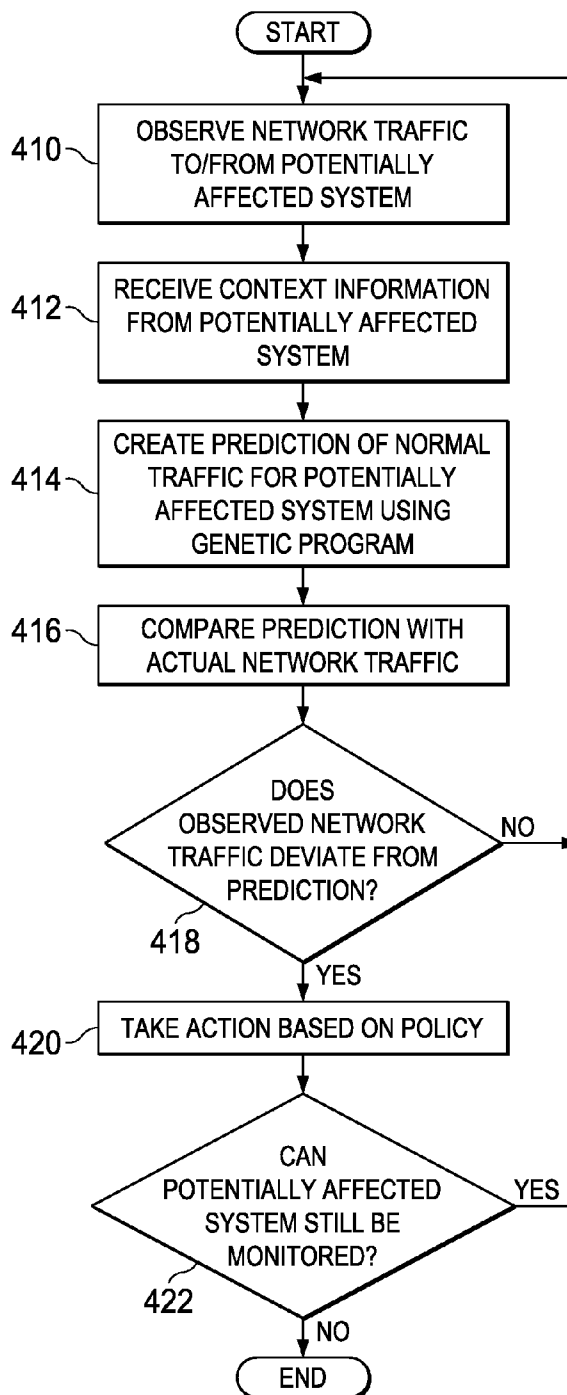 START
410
OBSERVE NETWORK TRAFFIC
TO/FROM POTENTIALLY
AFFECTED SYSTEM
412
RECEIVE CONTEXT INFORMATION
FROM POTENTIALLY AFFECTED
SYSTEM
414
CREATE PREDICTION OF NORMAL
TRAFFIC FOR POTENTIALLY
AFFECTED SYSTEM USING
GENETIC PROGRAM
416
COMPARE PREDICTION WITH
ACTUAL NETWORK TRAFFIC
DOES
OBSERVED NETWORK
TRAFFIC DEVIATE FROM
PREDICTION?
NO
418
YES
420
TAKE ACTION BASED ON POLICY
CAN
POTENTIALLY AFFECTED
SYSTEM STILL BE
MONITORED?
YES
422
NO
END